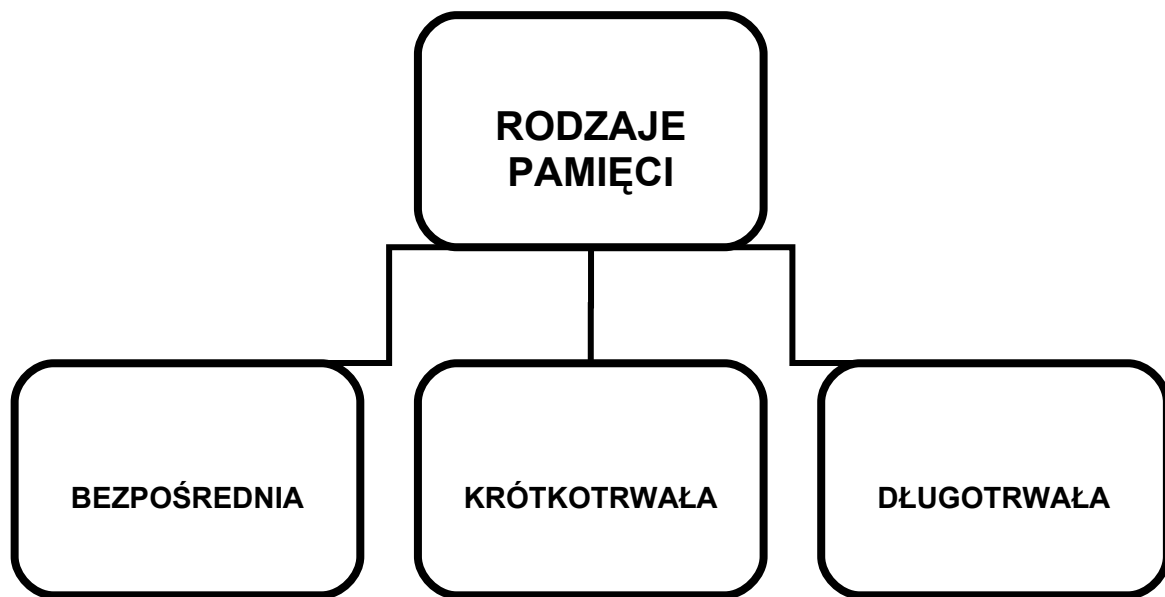 RODZAJE
PAMIĘCI
BEZPOŚREDNIA
KRÓTKOTRWAŁA
DŁUGOTRWAŁA